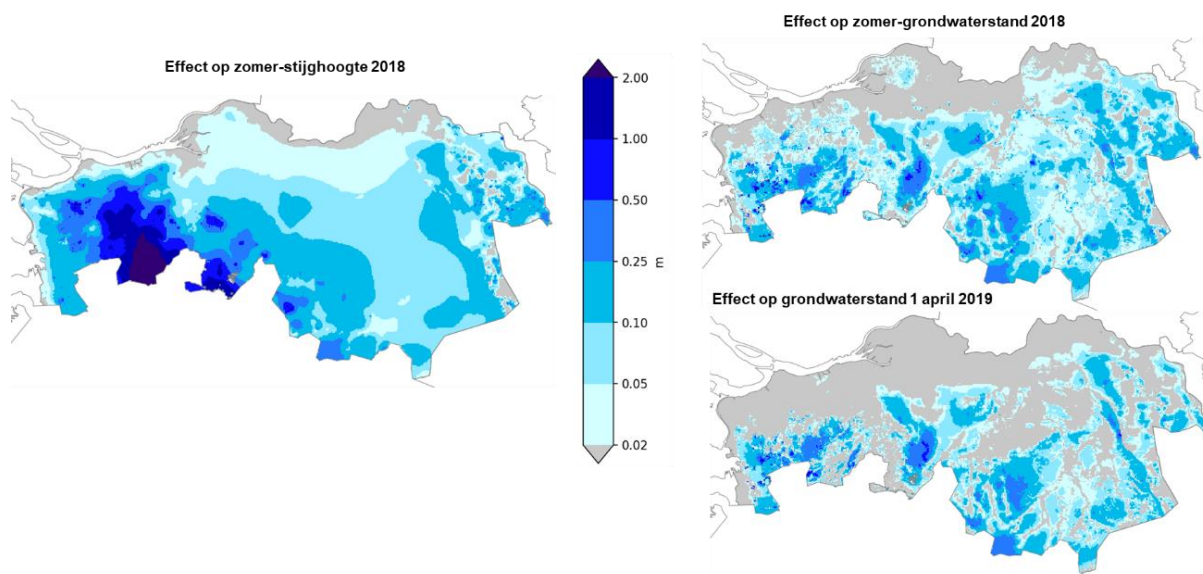 Effect op zomer-stijghoogte 2018
2.00
1.00
0.50
0.25
0.10
0.05
0.02
m
Effect op zomer-grondwaterstand 2018
Effect op grondwaterstand 1 april 2019